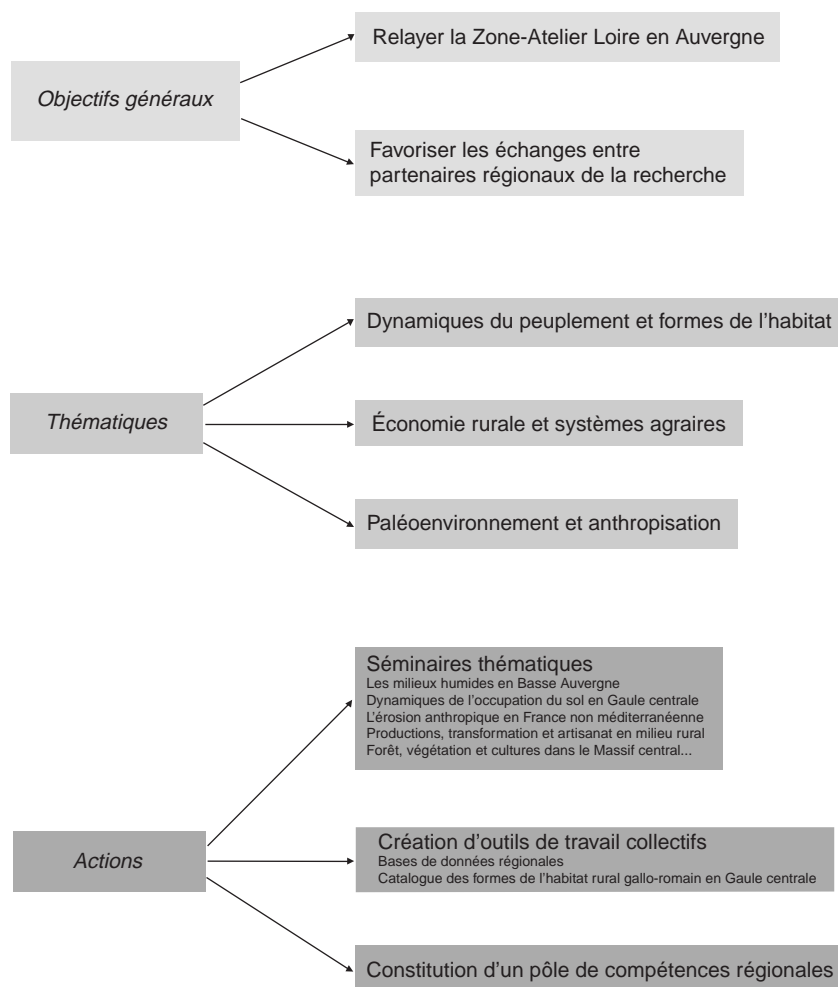 Objectifs généraux
Relayer la Zone-Atelier Loire en Auvergne
Favoriser les échanges entre
partenaires régionaux de la recherche
Thématiques
Dynamiques du peuplement et formes de l'habitat
Économie rurale et systèmes agraires
Paléoenvironnement et anthropisation
Actions
Séminaires thématiques
Les milieux humides en Basse Auvergne
Dynamiques de l'occupation du sol en Gaule centrale
L'érosion anthropique en France non méditerranéenne
Productions, transformation et artisanat en milieu rural
Forêt, végétation et cultures dans le Massif central...
Création d'outils de travail collectifs
Bases de données régionales
Catalogue des formes de l'habitat rural gallo-romain en Gaule centrale
Constitution d'un pôle de compétences régionales